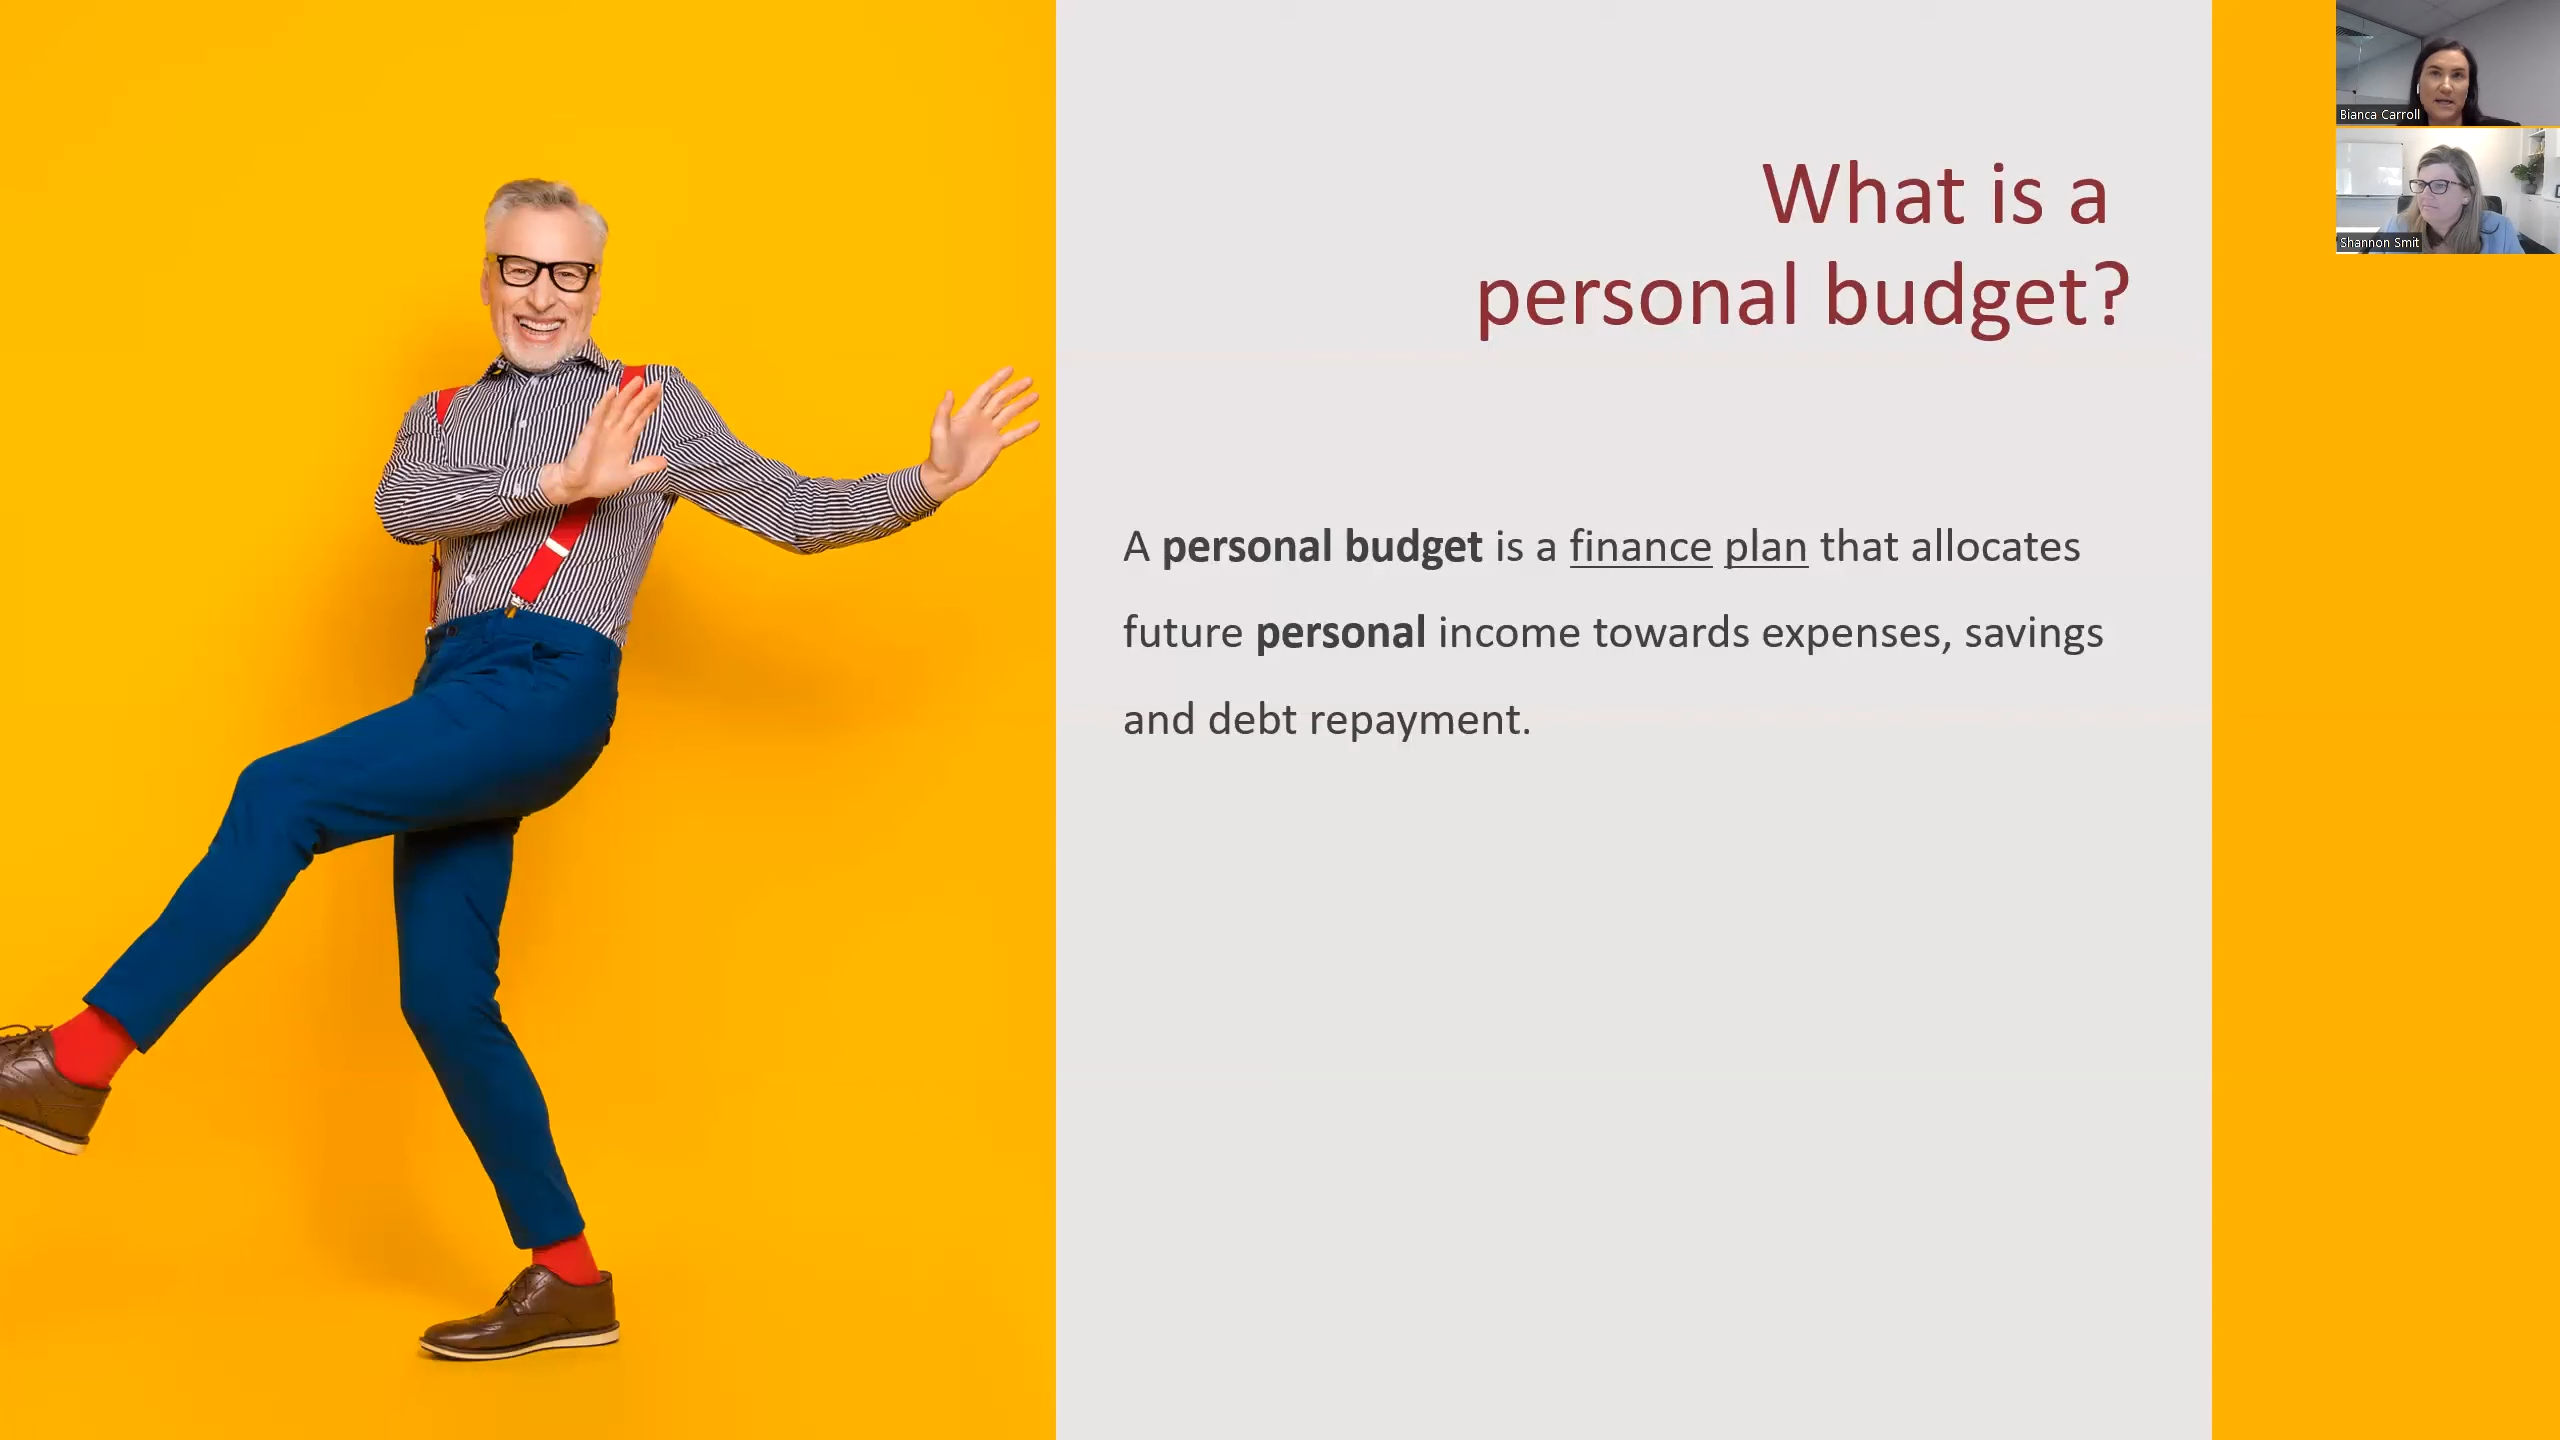 What is a
personal budget?
A personal budget is a finance plan that allocates
future personal income towards expenses, savings
and debt repayment.
Bianca Carroll
Shannon Smit